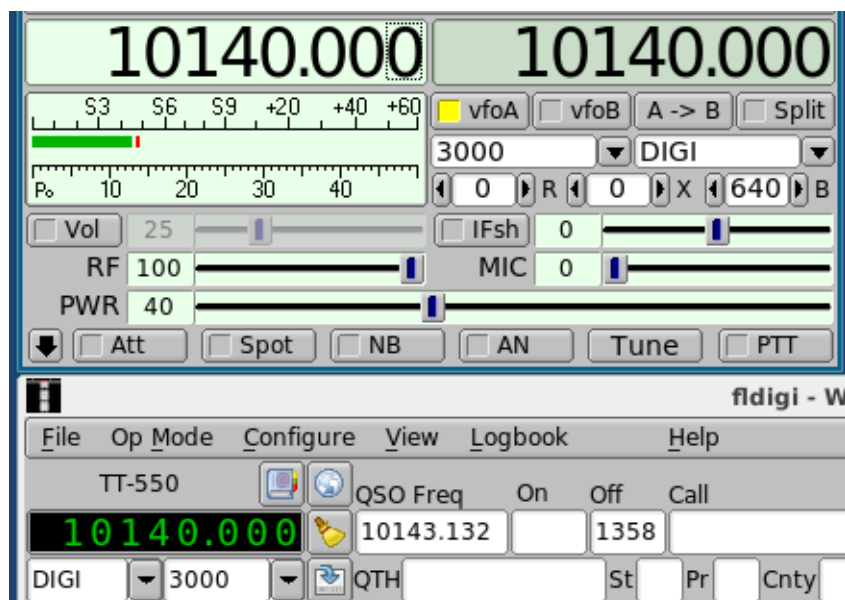 10140.000 10140.000
S3 S6 S9 +20 +40 +60
vfoA vfoB A -> B Split
3000 DIGI
Po 10 20 30 40
0 R 0 X 640 B
Vol 25 IFsh 0
RF 100 MIC 0
PWR 40
Att Spot NB AN Tune PTT
fldigi - W
File Op Mode Configure View Logbook Help
TT-550
QSO Freq On Off Call
10140.000 10143.132 1358
DIGI 3000 QTH St Pr Cnty